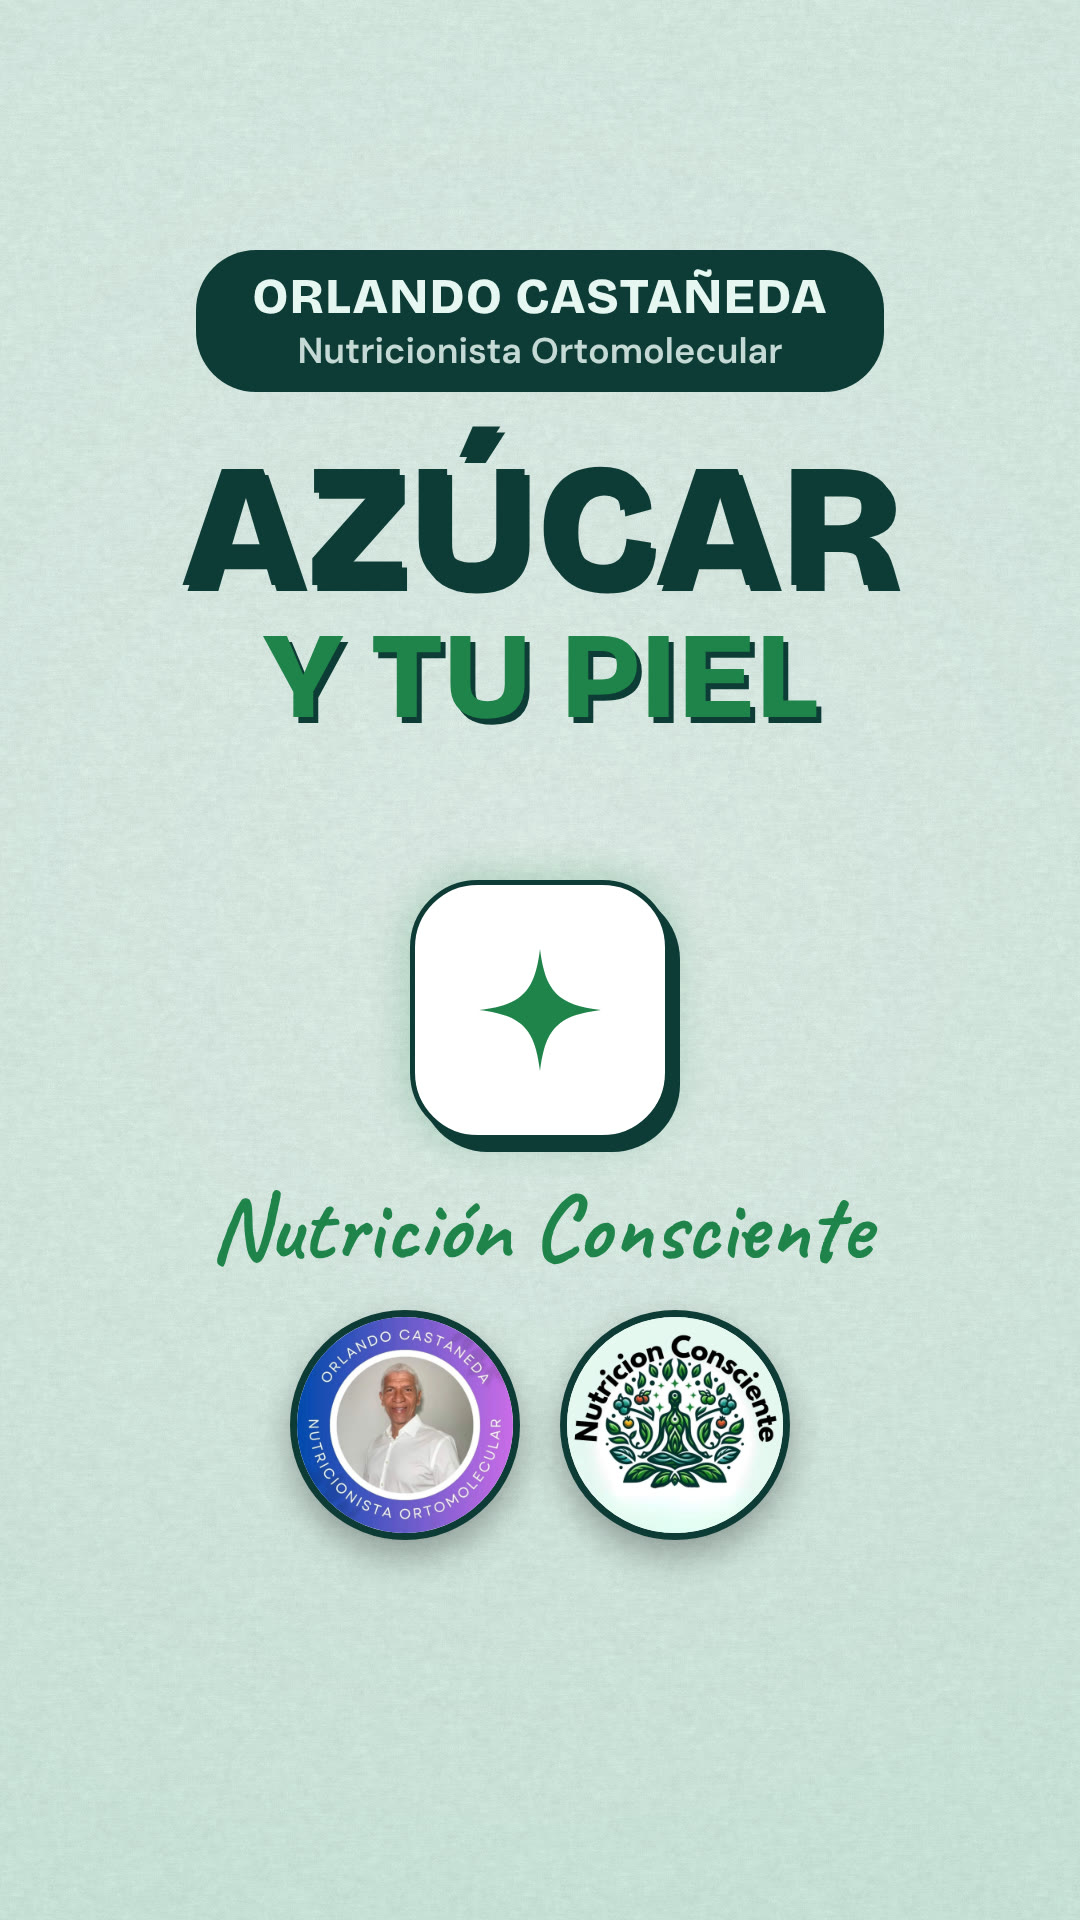 ORLANDO CASTAÑEDA
Nutricionista Ortomolecular
AZÚCAR
Y TU PIEL
Nutrición Consciente
ORLANDO CASTAÑEDA
NUTRICIONISTA ORTOMOLECULAR
Nutricion Consciente